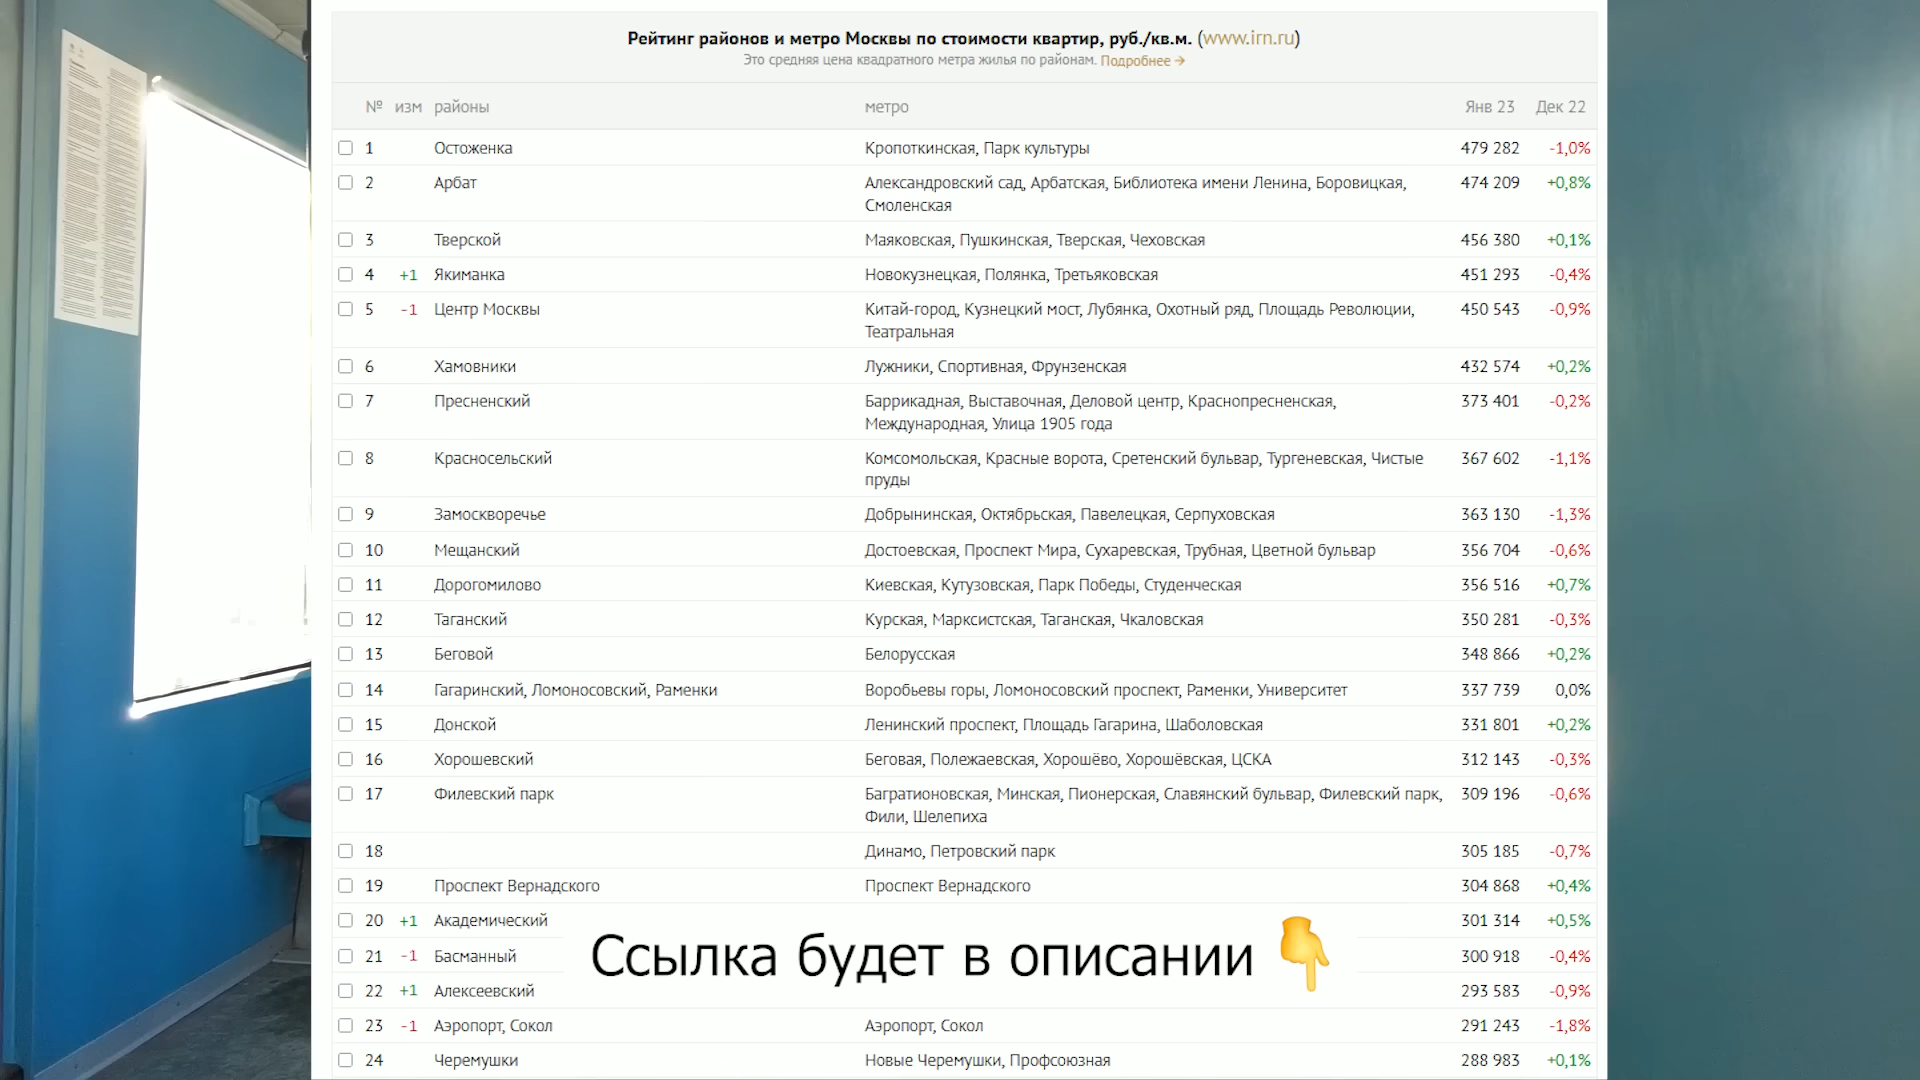 Рейтинг районов и метро Москвы по стоимости квартир, руб./кв.м. (www.irn.ru)
Это средняя цена квадратного метра жилья по районам. Подробнее →
№ изм районы метро Янв 23 Дек 22
1 Остоженка Кропоткинская, Парк культуры 479 282 -1,0%
2 Арбат Александровский сад, Арбатская, Библиотека имени Ленина, Боровицкая, 474 209 +0,8%
Смоленская
3 Тверской Маяковская, Пушкинская, Тверская, Чеховская 456 380 +0,1%
4 +1 Якиманка Новокузнецкая, Полянка, Третьяковская 451 293 -0,4%
5 -1 Центр Москвы Китай-город, Кузнецкий мост, Лубянка, Охотный ряд, Площадь Революции, 450 543 -0,9%
Театральная
6 Хамовники Лужники, Спортивная, Фрунзенская 432 574 +0,2%
7 Пресненский Баррикадная, Выставочная, Деловой центр, Краснопресненская, 373 401 -0,2%
Международная, Улица 1905 года
8 Красносельский Комсомольская, Красные ворота, Сретенский бульвар, Тургеневская, Чистые 367 602 -1,1%
пруды
9 Замоскворечье Добрынинская, Октябрьская, Павелецкая, Серпуховская 363 130 -1,3%
10 Мещанский Достоевская, Проспект Мира, Сухаревская, Трубная, Цветной бульвар 356 704 -0,6%
11 Дорогомилово Киевская, Кутузовская, Парк Победы, Студенческая 356 516 +0,7%
12 Таганский Курская, Марксистская, Таганская, Чкаловская 350 281 -0,3%
13 Беговой Белорусская 348 866 +0,2%
14 Гагаринский, Ломоносовский, Раменки Воробьевы горы, Ломоносовский проспект, Раменки, Университет 337 739 0,0%
15 Донской Ленинский проспект, Площадь Гагарина, Шаболовская 331 801 +0,2%
16 Хорошевский Беговая, Полежаевская, Хорошёво, Хорошёвская, ЦСКА 312 143 -0,3%
17 Филевский парк Багратионовская, Минская, Пионерская, Славянский бульвар, Филевский парк, 309 196 -0,6%
Фили, Шелепиха
18 Динамо, Петровский парк 305 185 -0,7%
19 Проспект Вернадского Проспект Вернадского 304 868 +0,4%
20 +1 Академический 301 314 +0,5%
Ссылка будет в описании 👇
21 -1 Басманный 300 918 -0,4%
22 +1 Алексеевский 293 583 -0,9%
23 -1 Аэропорт, Сокол Аэропорт, Сокол 291 243 -1,8%
24 Черемушки Новые Черемушки, Профсоюзная 288 983 +0,1%